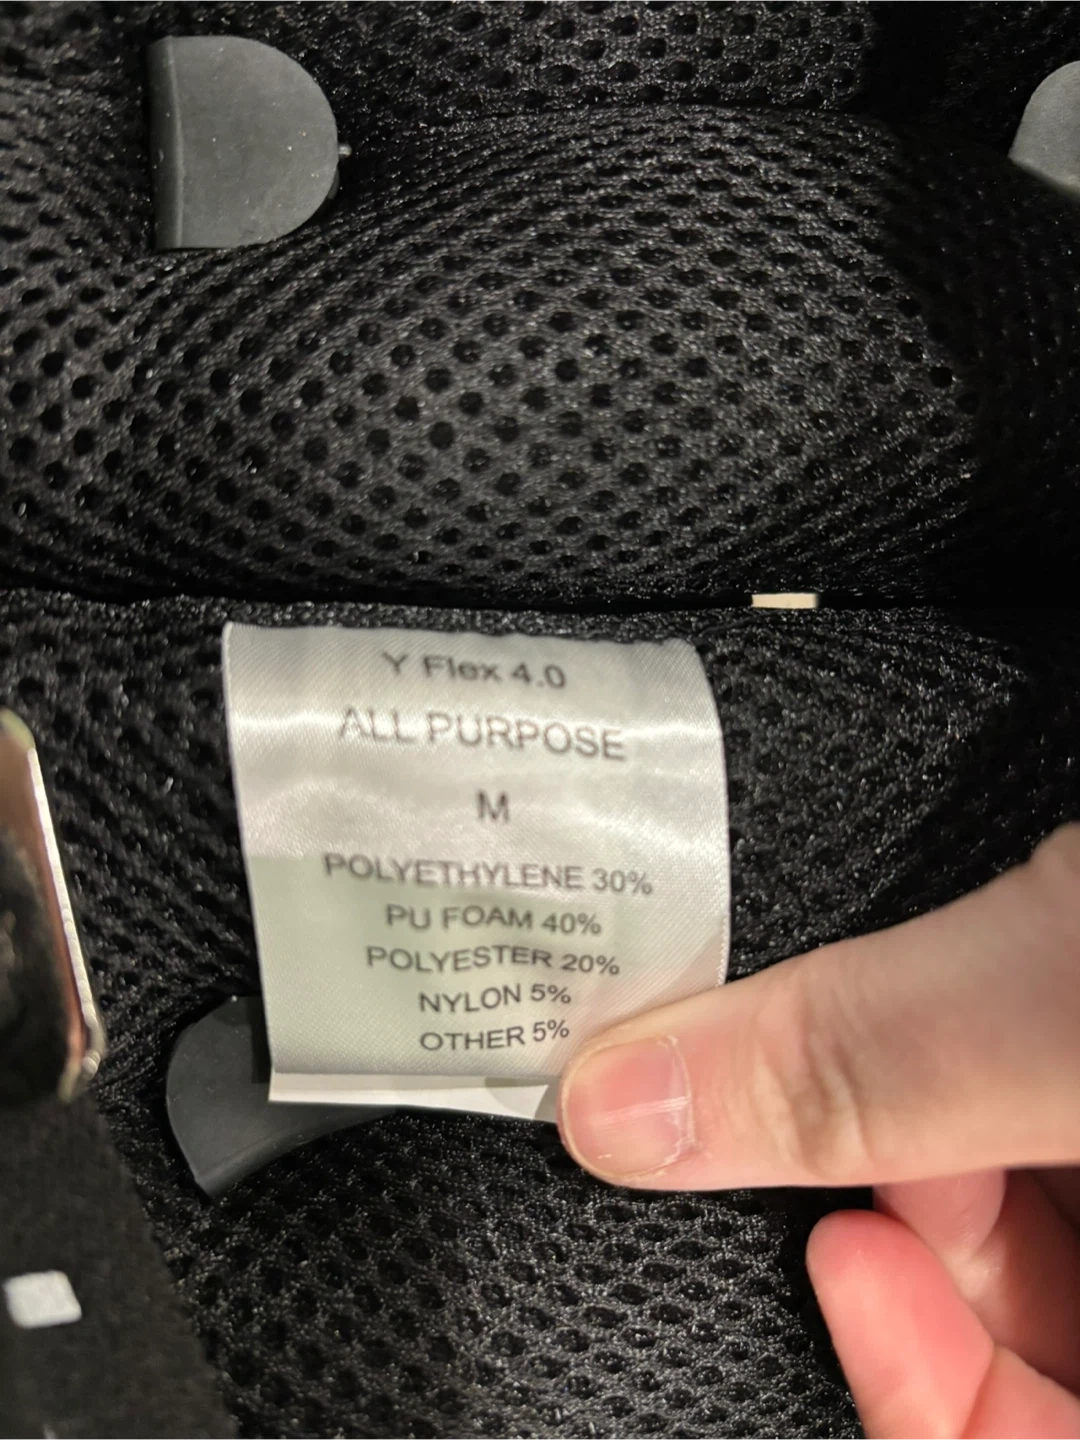 Y Flex 4.0
ALL PURPOSE
M
POLYETHYLENE 30%
PU FOAM 40%
POLYESTER 20%
NYLON 5%
OTHER 5%